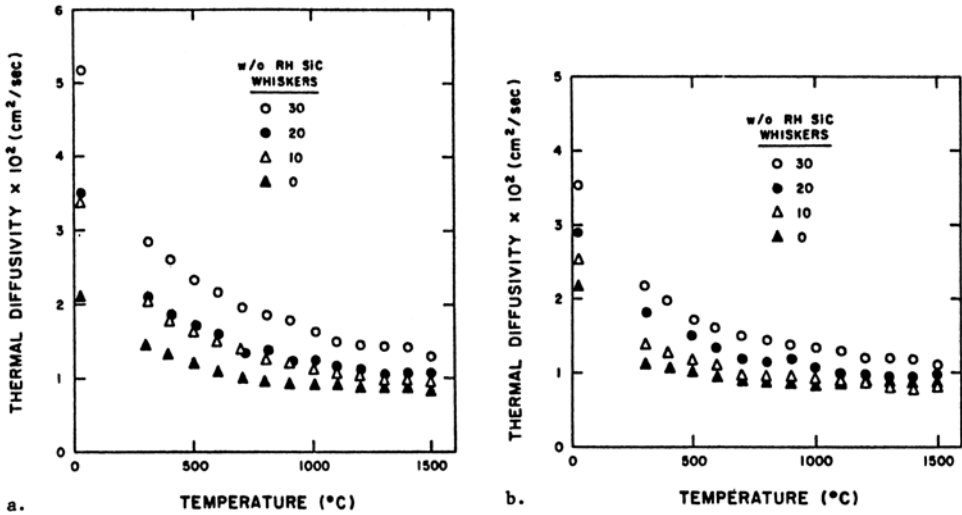 6
5
4
3
2
1
0
THERMAL DIFFUSIVITY × 10² (cm²/sec)
w/o RH SiC
WHISKERS
30
20
10
0
0
500
1000
1500
TEMPERATURE (°C)
a.
5
4
3
2
1
0
THERMAL DIFFUSIVITY × 10² (cm²/sec)
w/o RH SiC
WHISKERS
30
20
10
0
0
500
1000
1500
TEMPERATURE (°C)
b.